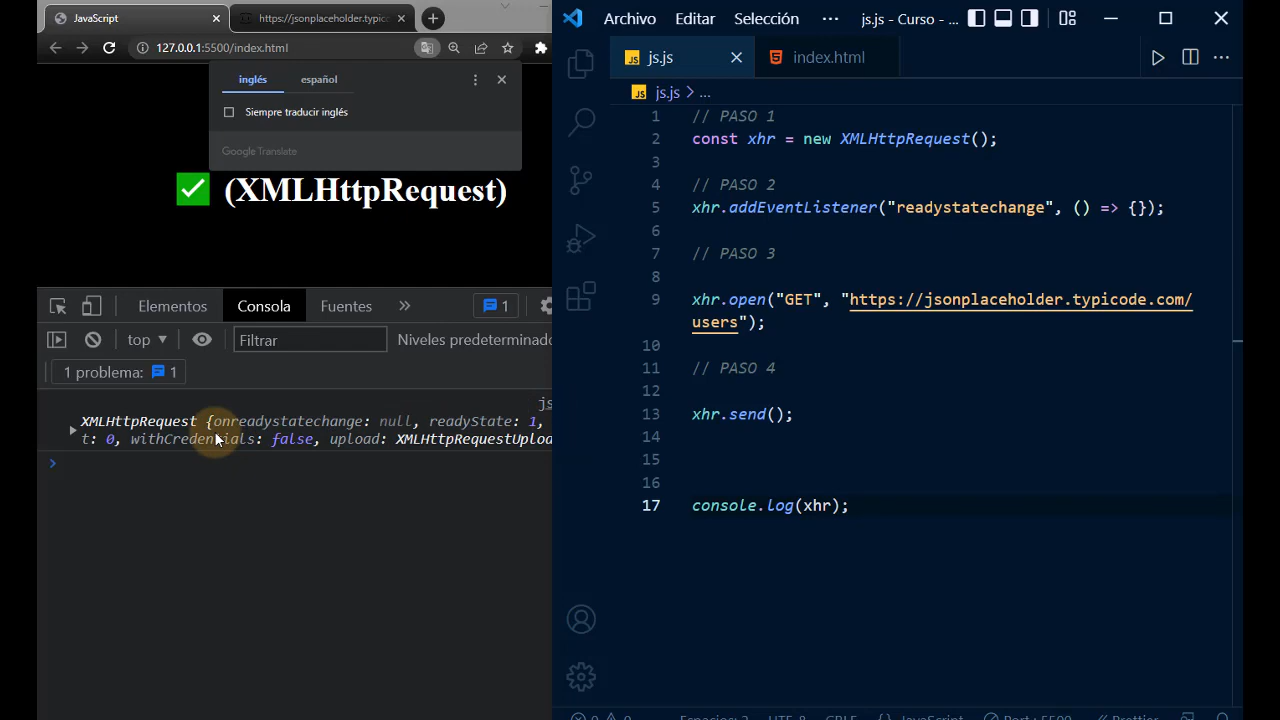 JavaScript
https://jsonplaceholder.typico
127.0.0.1:5500/index.html
inglés español
Siempre traducir inglés
Google Translate
✅ (XMLHttpRequest)
Elementos Consola Fuentes 1
top Filtrar Niveles predeterminado
1 problema: 1
js
XMLHttpRequest {onreadystatechange: null, readyState: 1,
t: 0, withCredentials: false, upload: XMLHttpRequestUploa
Archivo Editar Selección ··· js.js - Curso - ...
js.js index.html
js.js > ...
1 // PASO 1
2 const xhr = new XMLHttpRequest();
3
4 // PASO 2
5 xhr.addEventListener("readystatechange", () => {});
6
7 // PASO 3
8
9 xhr.open("GET", "https://jsonplaceholder.typicode.com/
users");
10
11 // PASO 4
12
13 xhr.send();
14
15
16
17 console.log(xhr);